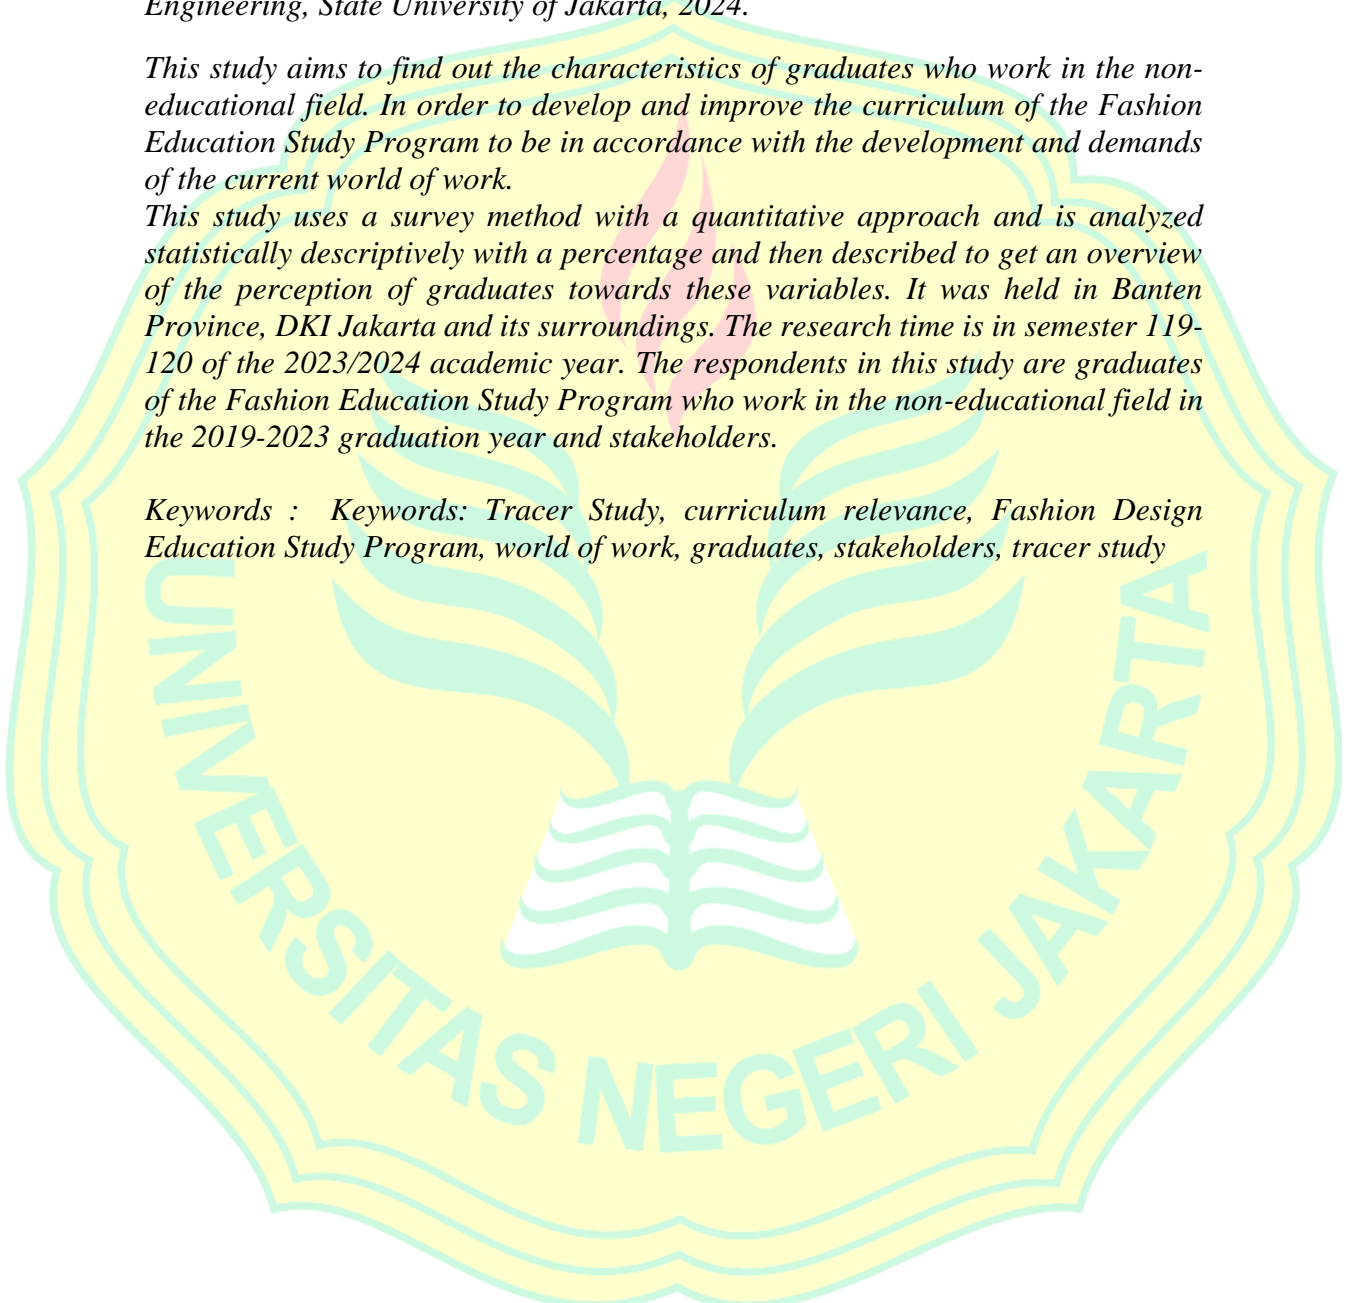 Engineering, State University of Jakarta, 2024.
This study aims to find out the characteristics of graduates who work in the non-
educational field. In order to develop and improve the curriculum of the Fashion
Education Study Program to be in accordance with the development and demands
of the current world of work.
This study uses a survey method with a quantitative approach and is analyzed
statistically descriptively with a percentage and then described to get an overview
of the perception of graduates towards these variables. It was held in Banten
Province, DKI Jakarta and its surroundings. The research time is in semester 119-
120 of the 2023/2024 academic year. The respondents in this study are graduates
of the Fashion Education Study Program who work in the non-educational field in
the 2019-2023 graduation year and stakeholders.
Keywords : Keywords: Tracer Study, curriculum relevance, Fashion Design
Education Study Program, world of work, graduates, stakeholders, tracer study
UNIVERSITAS NEGERI JAKARTA